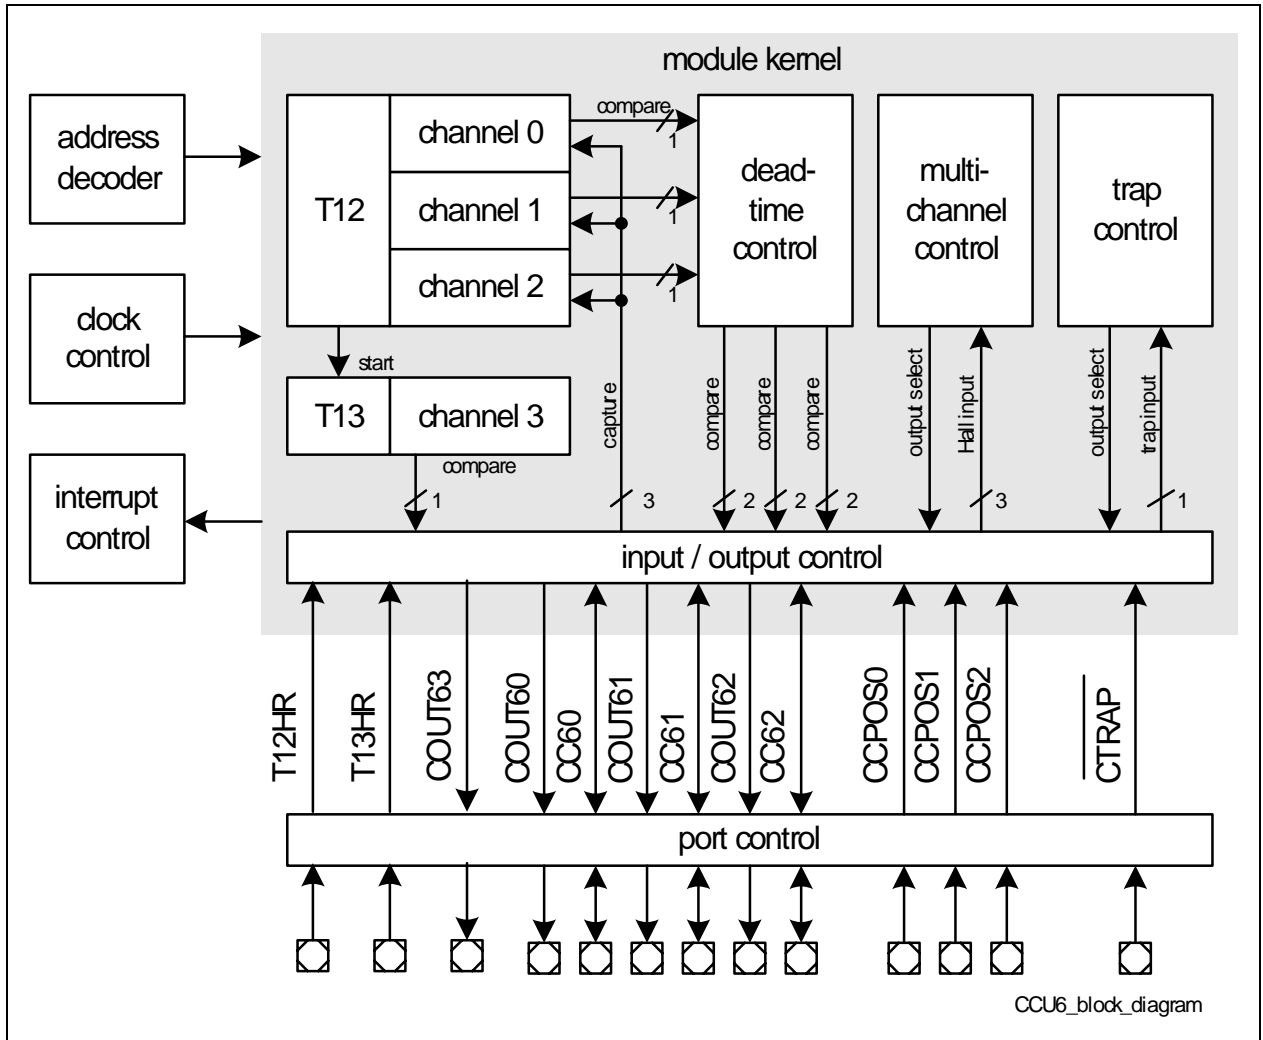 module kernel
address
decoder
clock
control
interrupt
control
T12
channel 0
channel 1
channel 2
compare
1
1
1
dead-
time
control
multi-
channel
control
trap
control
start
T13
channel 3
compare
1
capture
3
compare
2
compare
2
compare
2
output select
Hall input
3
output select
trap input
1
input / output control
T12HR
T13HR
COUT63
COUT60
CC60
COUT61
CC61
COUT62
CC62
CCPOS0
CCPOS1
CCPOS2
CTRAP
port control
CCU6_block_diagram